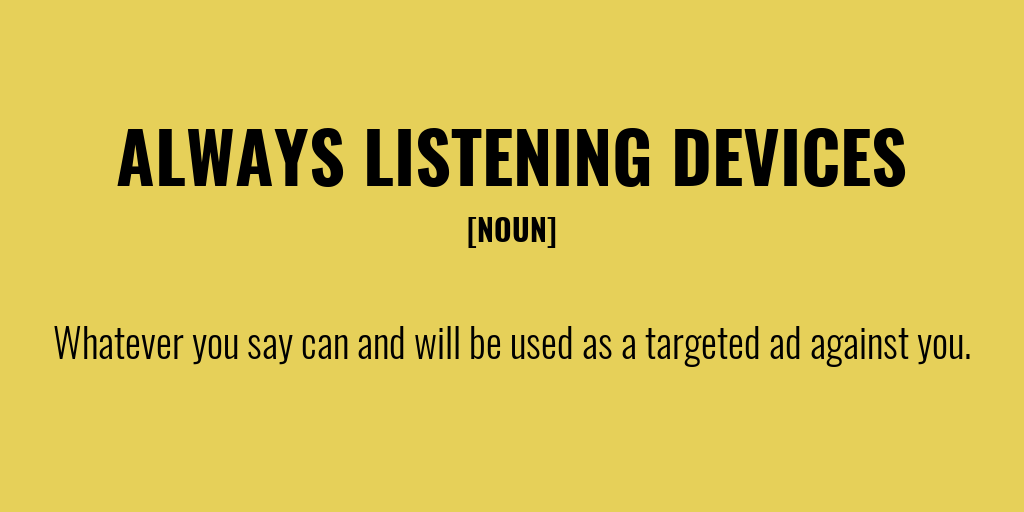 ALWAYS LISTENING DEVICES
[NOUN]
Whatever you say can and will be used as a targeted ad against you.